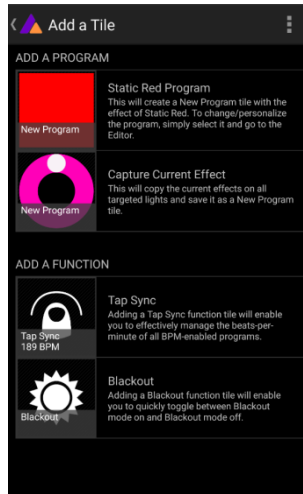 Add a Tile
ADD A PROGRAM
New Program
Static Red Program
This will create a New Program tile with the
effect of Static Red. To change/personalize
the program, simply select it and go to the
Editor.
New Program
Capture Current Effect
This will copy the current effects on all
targeted lights and save it as a New Program
tile.
ADD A FUNCTION
Tap Sync
189 BPM
Tap Sync
Adding a Tap Sync function tile will enable
you to effectively manage the beats-per-
minute of all BPM-enabled programs.
Blackout
Blackout
Adding a Blackout function tile will enable
you to quickly toggle between Blackout
mode on and Blackout mode off.